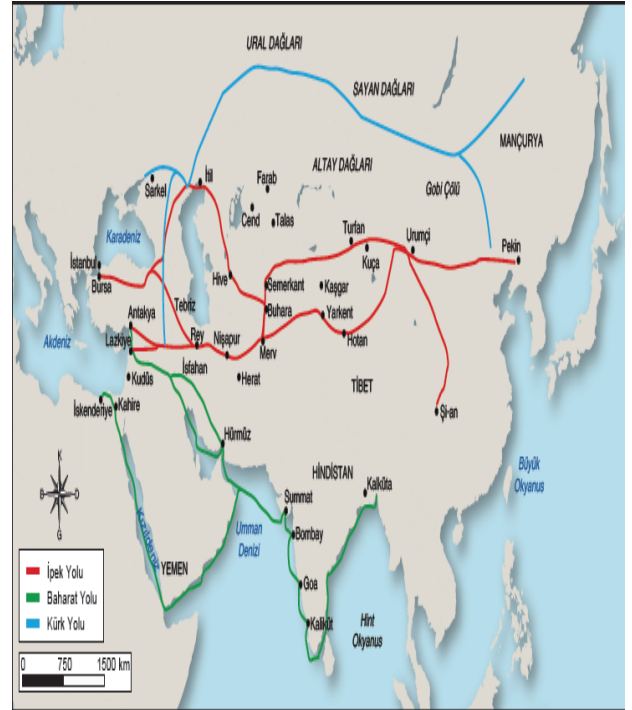 URAL DAĞLARI
SAYAN DAĞLARI
MANÇURYA
ALTAY DAĞLARI
Gobi Çölü
İtil
Sarkel
Farab
Cend
Talas
Karadeniz
Turfan
Urumçi
Kuça
Pekin
İstanbul
Bursa
Hive
Semerkant
Kaşgar
Antakya
Tebriz
Buhara
Yarkent
Lazkiye
Rey
Nişapur
Merv
Hotan
Akdeniz
İsfahan
Herat
Kudüs
TİBET
İskenderiye
Kahire
Şi-an
Hürmüz
HİNDİSTAN
Kalküta
Büyük
Okyanus
K
B
D
G
Summat
Umman
Denizi
Bombay
Kızıldeniz
YEMEN
Goa
Kaliküt
Hint
Okyanus
İpek Yolu
Baharat Yolu
Kürk Yolu
0 750 1500 km